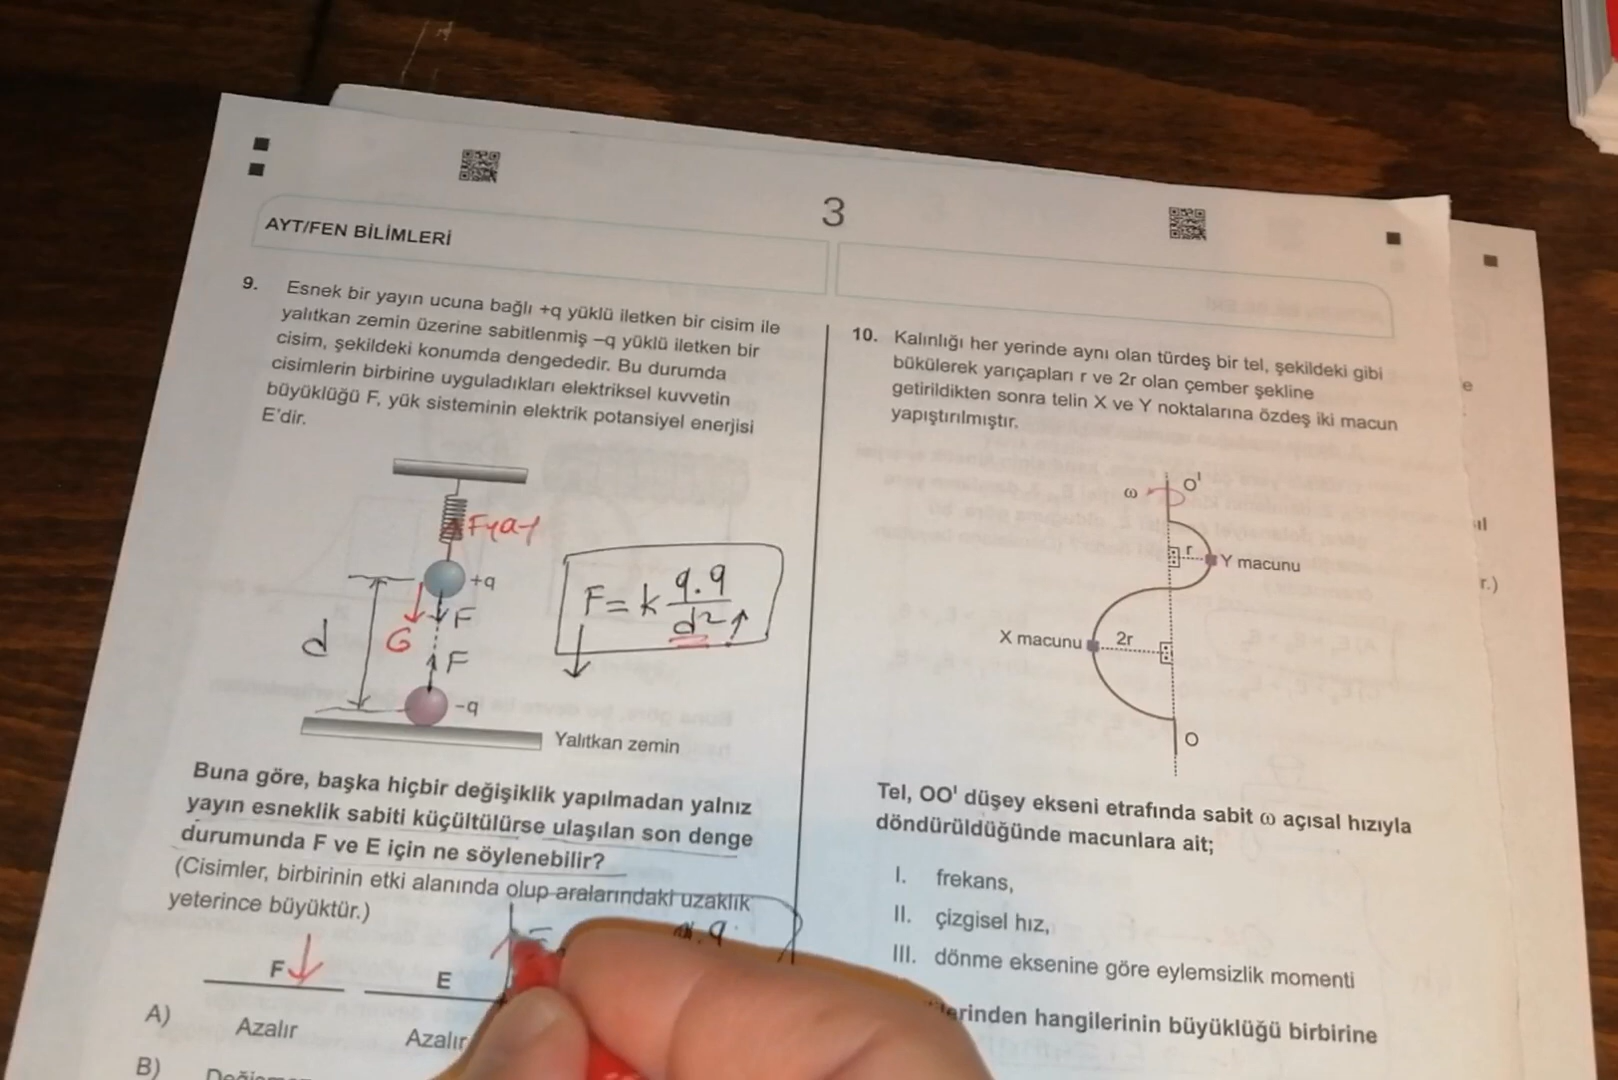 3
AYT/FEN BİLİMLERİ
9. Esnek bir yayın ucuna bağlı +q yüklü iletken bir cisim ile
yalıtkan zemin üzerine sabitlenmiş –q yüklü iletken bir
cisim, şekildeki konumda dengededir. Bu durumda
cisimlerin birbirine uyguladıkları elektriksel kuvvetin
büyüklüğü F, yük sisteminin elektrik potansiyel enerjisi
E'dir.
Fyay
+q
F
G
d
F
-q
F = k q.q / d²
Yalıtkan zemin
Buna göre, başka hiçbir değişiklik yapılmadan yalnız
yayın esneklik sabiti küçültülürse ulaşılan son denge
durumunda F ve E için ne söylenebilir?
(Cisimler, birbirinin etki alanında olup aralarındaki uzaklık
yeterince büyüktür.)
F E
A) Azalır Azalır
B)
10. Kalınlığı her yerinde aynı olan türdeş bir tel, şekildeki gibi
bükülerek yarıçapları r ve 2r olan çember şekline
getirildikten sonra telin X ve Y noktalarına özdeş iki macun
yapıştırılmıştır.
ω O'
r Y macunu
X macunu 2r
O
Tel, OO' düşey ekseni etrafında sabit ω açısal hızıyla
döndürüldüğünde macunlara ait;
I. frekans,
II. çizgisel hız,
III. dönme eksenine göre eylemsizlik momenti
hangilerinin büyüklüğü birbirine
e
r.)